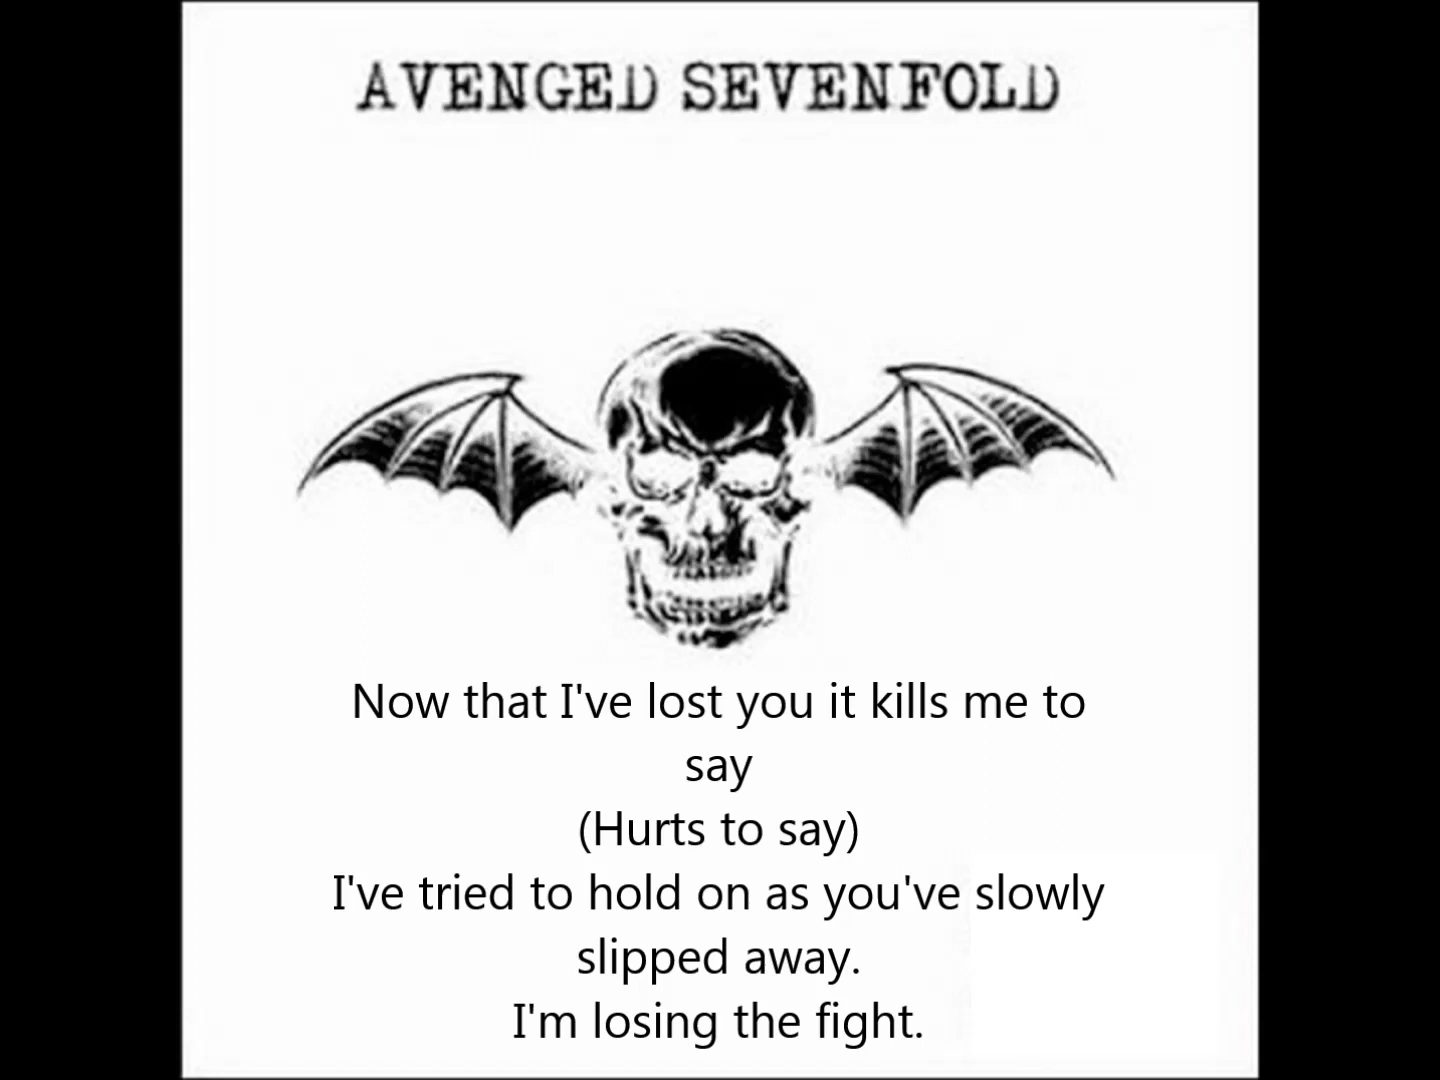 AVENGED SEVENFOLD
Now that I've lost you it kills me to
say
(Hurts to say)
I've tried to hold on as you've slowly
slipped away.
I'm losing the fight.